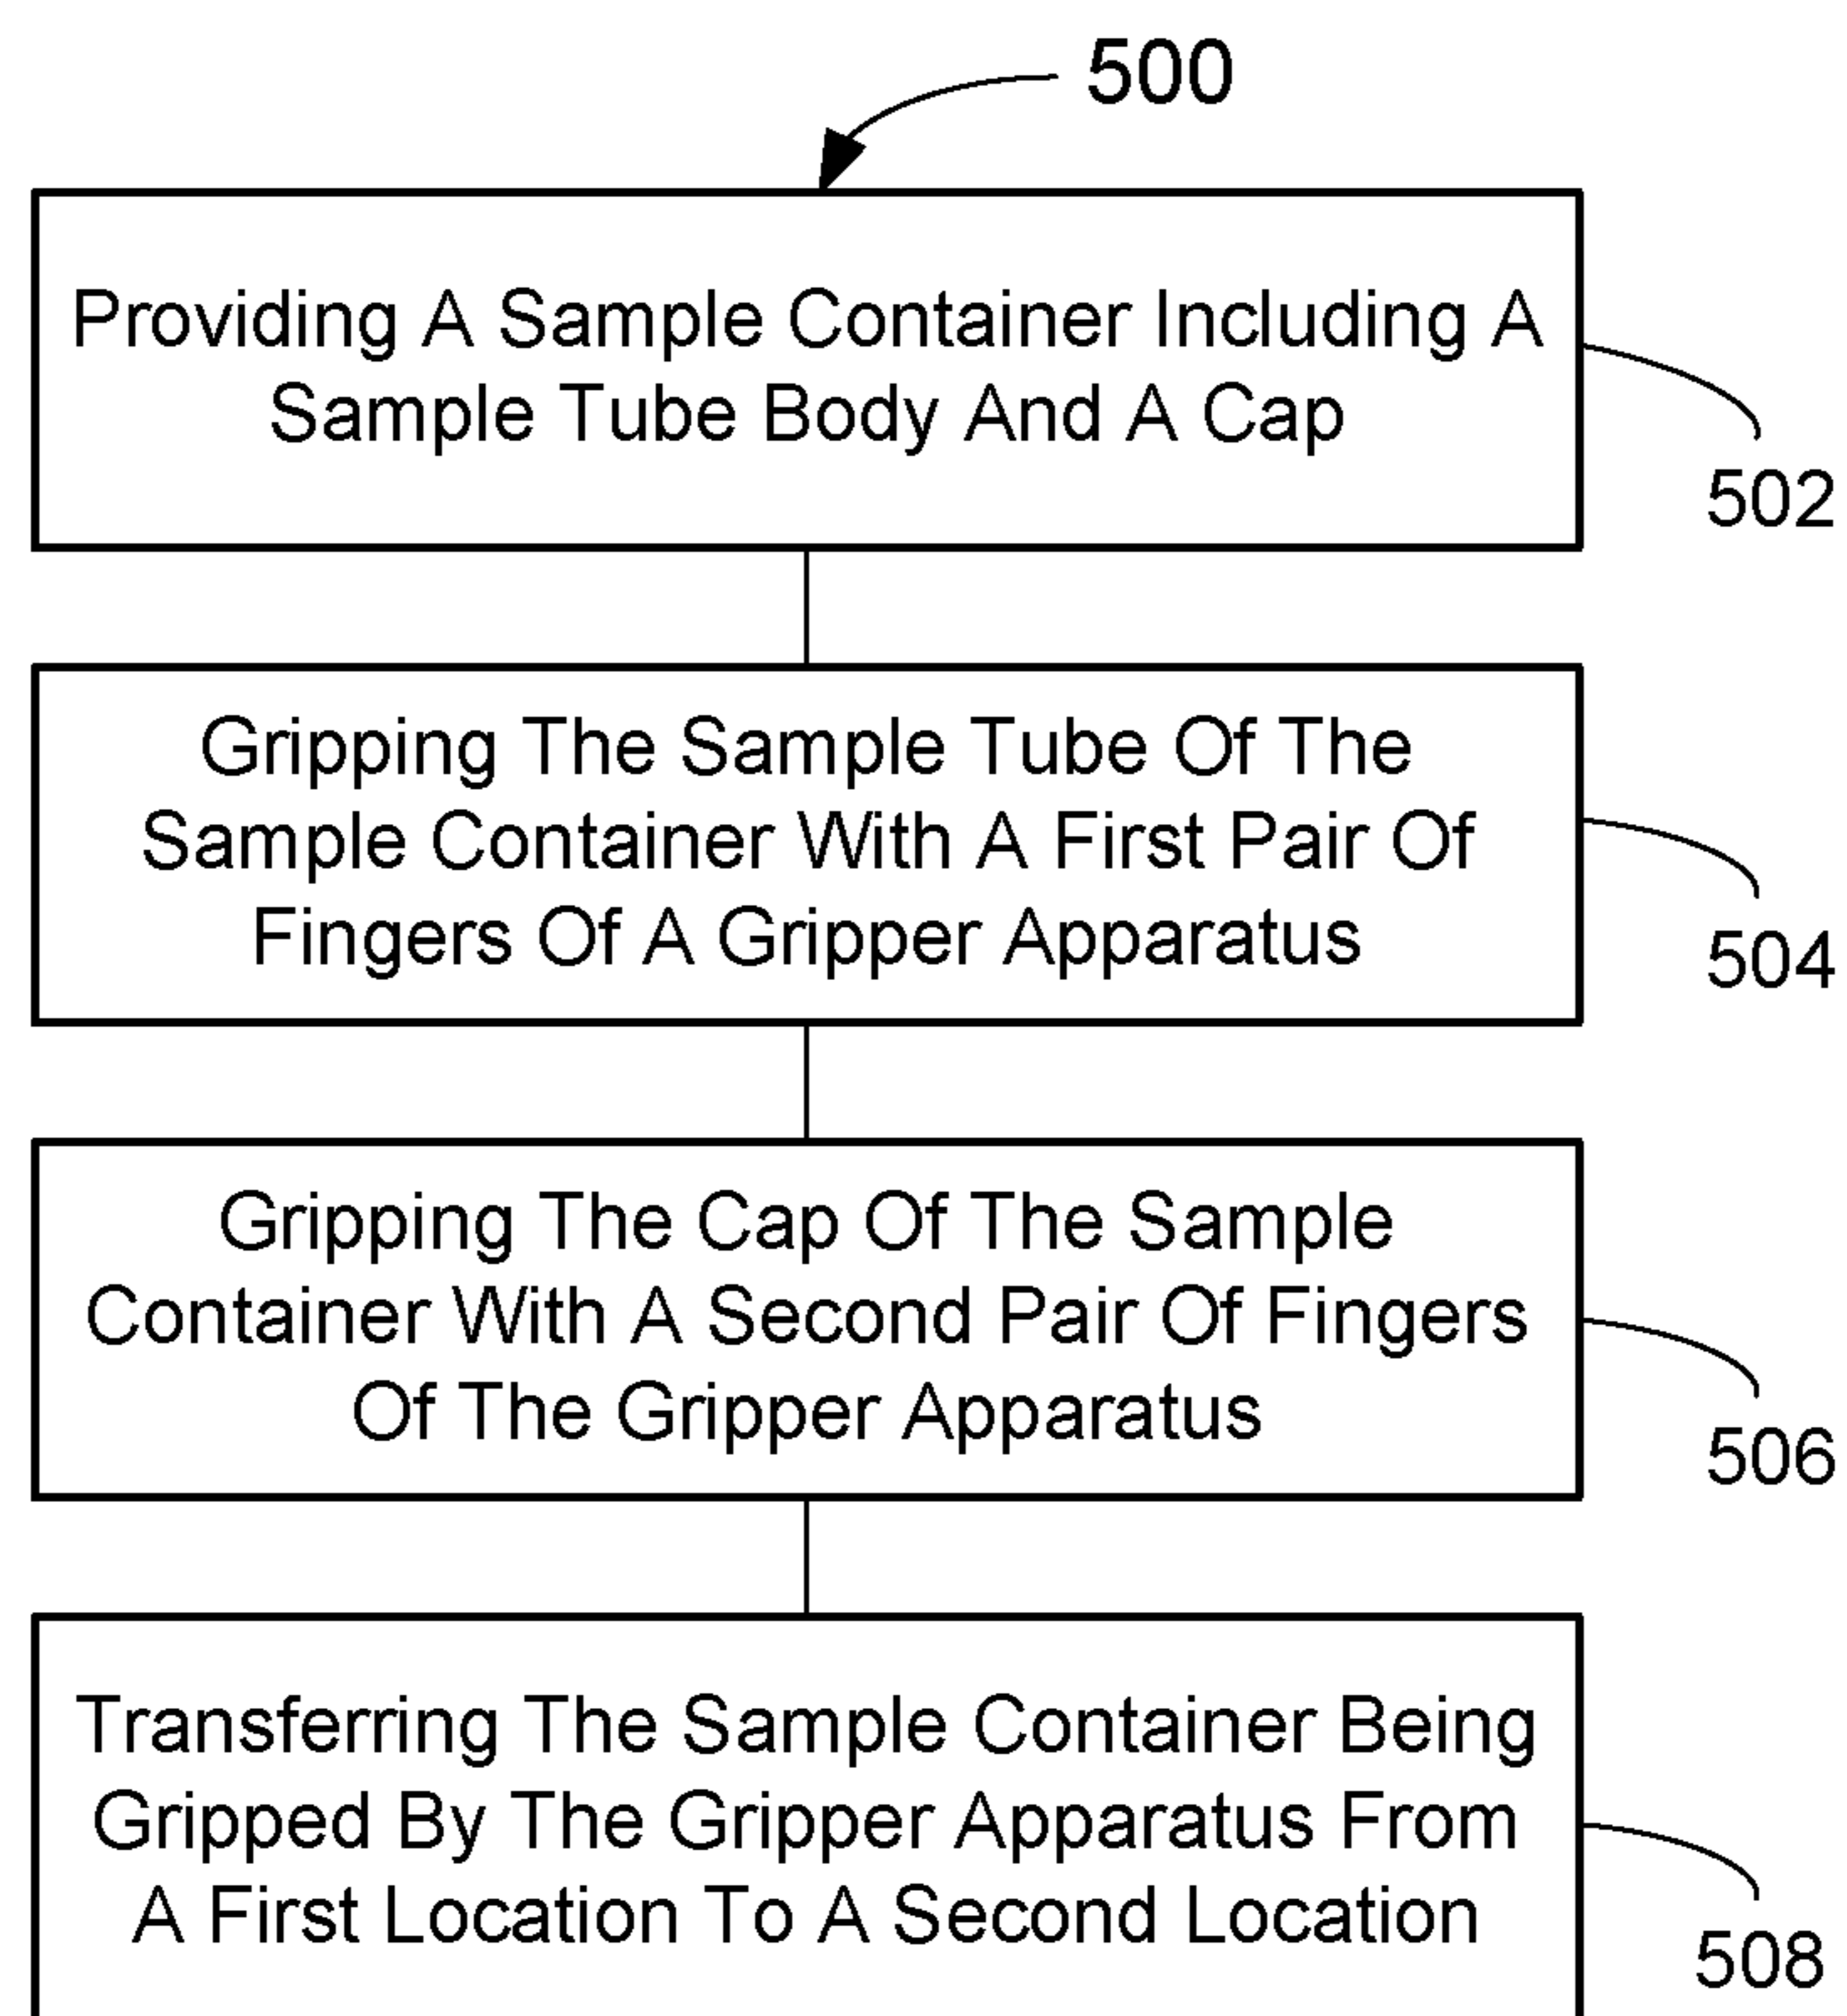 500
Providing A Sample Container Including A
Sample Tube Body And A Cap
502
Gripping The Sample Tube Of The
Sample Container With A First Pair Of
Fingers Of A Gripper Apparatus
504
Gripping The Cap Of The Sample
Container With A Second Pair Of Fingers
Of The Gripper Apparatus
506
Transferring The Sample Container Being
Gripped By The Gripper Apparatus From
A First Location To A Second Location
508